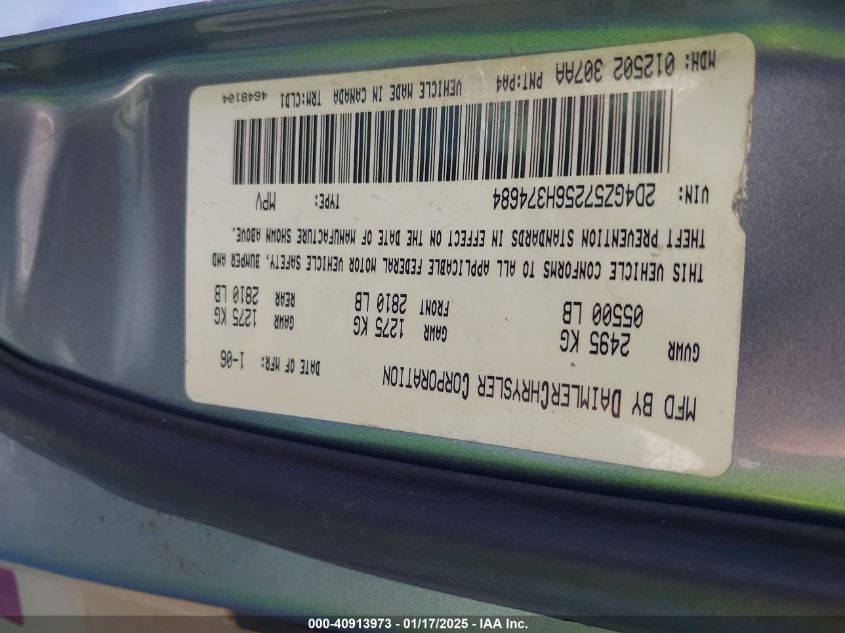 MFD BY DAIMLERCHRYSLER CORPORATION
DATE OF MFR: 1-06
GVWR
2495 KG
05500 LB
GAWR FRONT
1275 KG
2810 LB
GAWR REAR
1275 KG
2810 LB
THIS VEHICLE CONFORMS TO ALL APPLICABLE FEDERAL MOTOR VEHICLE SAFETY, BUMPER AND
THEFT PREVENTION STANDARDS IN EFFECT ON THE DATE OF MANUFACTURE SHOWN ABOVE.
VIN: 2D4GZ57256H374684 TYPE: MPV
MDH: 012502 307AA PNT:PA4 VEHICLE MADE IN CANADA TRM:CLD1 4648104
000-40913973 - 01/17/2025 - IAA Inc.